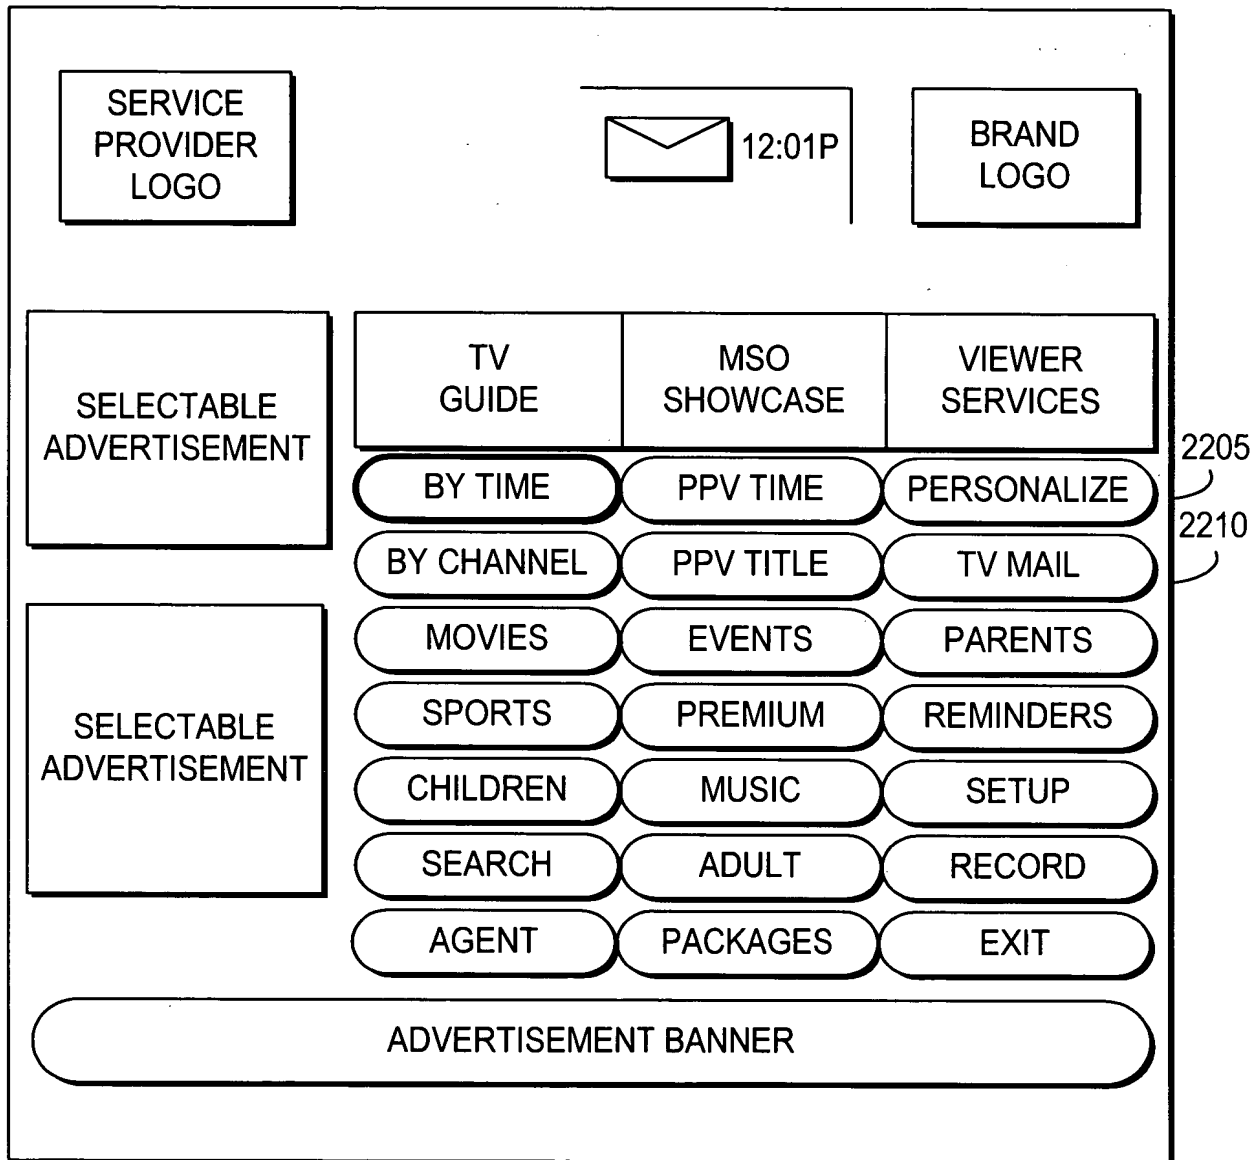 SERVICE
PROVIDER
LOGO
12:01P
BRAND
LOGO
SELECTABLE
ADVERTISEMENT
SELECTABLE
ADVERTISEMENT
TV
GUIDE
MSO
SHOWCASE
VIEWER
SERVICES
BY TIME
PPV TIME
PERSONALIZE
2205
BY CHANNEL
PPV TITLE
TV MAIL
2210
MOVIES
EVENTS
PARENTS
SPORTS
PREMIUM
REMINDERS
CHILDREN
MUSIC
SETUP
SEARCH
ADULT
RECORD
AGENT
PACKAGES
EXIT
ADVERTISEMENT BANNER